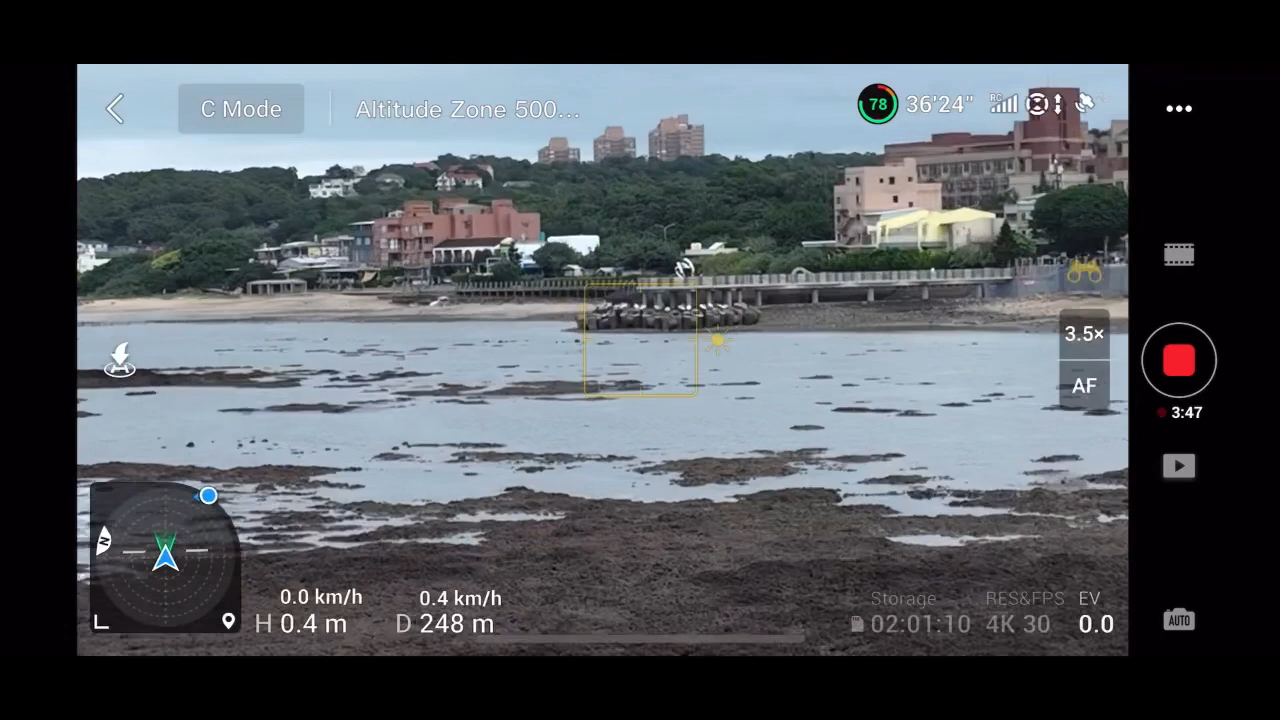 C Mode
Altitude Zone 500...
78
36'24"
RC
3.5×
AF
3:47
N
0.0 km/h
0.4 km/h
H 0.4 m
D 248 m
Storage
RES&FPS
EV
02:01:10
4K 30
0.0
AUTO